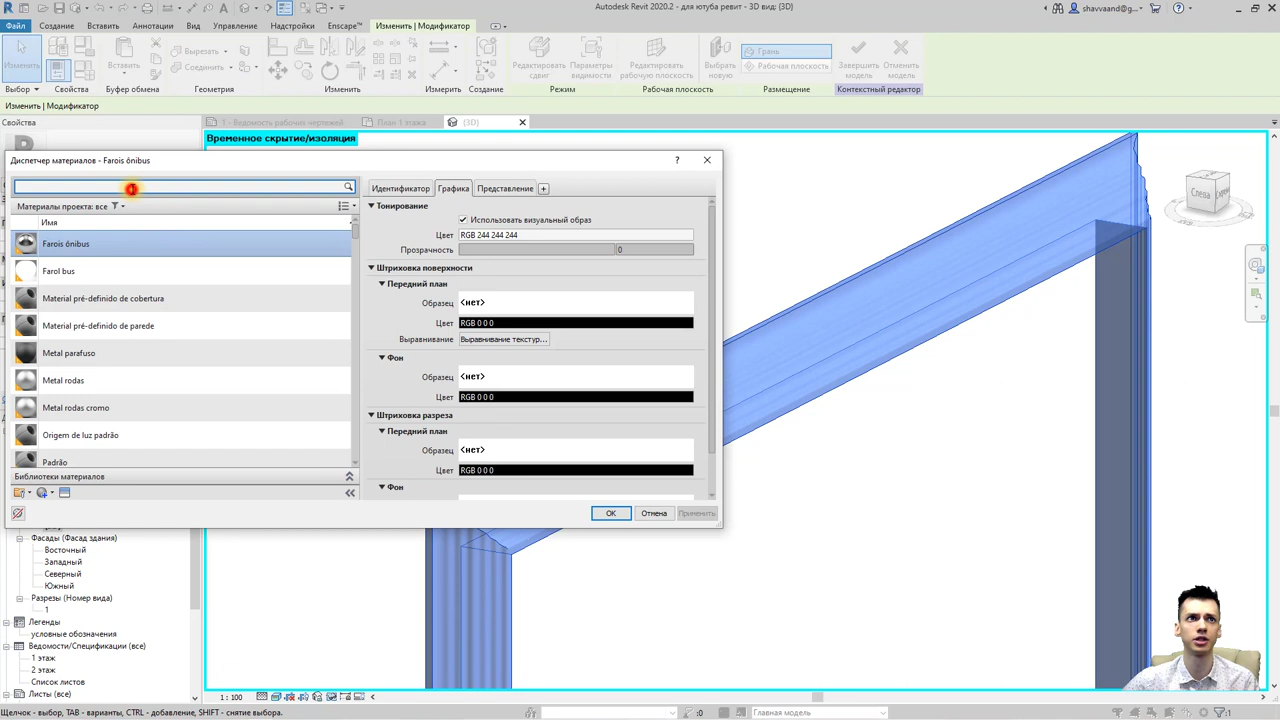 Autodesk Revit 2020.2 - для ютуба ревит - 3D вид: {3D}
shavvaand@g...
Файл Создание Вставить Аннотации Вид Управление Надстройки Enscape™ Изменить | Модификатор
Изменить
Вставить
Вырезать
Соединить
Редактировать сдвиг
Параметры видимости
Редактировать рабочую плоскость
Выбрать новую
Грань
Рабочая плоскость
Завершить модель
Отменить модель
Выбор Свойства Буфер обмена Геометрия Изменить Измерить Создание Режим Рабочая плоскость Размещение Контекстный редактор
Изменить | Модификатор
Свойства
1 - Ведомость рабочих чертежей
План 1 этажа
{3D}
Временное скрытие/изоляция
Диспетчер материалов - Farois ônibus
Материалы проекта: все
Имя
Farois ônibus
Farol bus
Material pré-definido de cobertura
Material pré-definido de parede
Metal parafuso
Metal rodas
Metal rodas cromo
Origem de luz padrão
Padrão
Библиотеки материалов
Идентификатор Графика Представление
Тонирование
Использовать визуальный образ
Цвет RGB 244 244 244
Прозрачность 0
Штриховка поверхности
Передний план
Образец <нет>
Цвет RGB 0 0 0
Выравнивание Выравнивание текстур...
Фон
Образец <нет>
Цвет RGB 0 0 0
Штриховка разреза
Передний план
Образец <нет>
Цвет RGB 0 0 0
Фон
OK Отмена Применить
Слева
Фасады (Фасад здания)
Восточный
Западный
Северный
Южный
Разрезы (Номер вида)
1
Легенды
условные обозначения
Ведомости/Спецификации (все)
1 этаж
2 этаж
Список листов
Листы (все)
1 : 100
Щелчок - выбор, TAB - варианты, CTRL - добавление, SHIFT - снятие выбора.
:0
Главная модель
:1